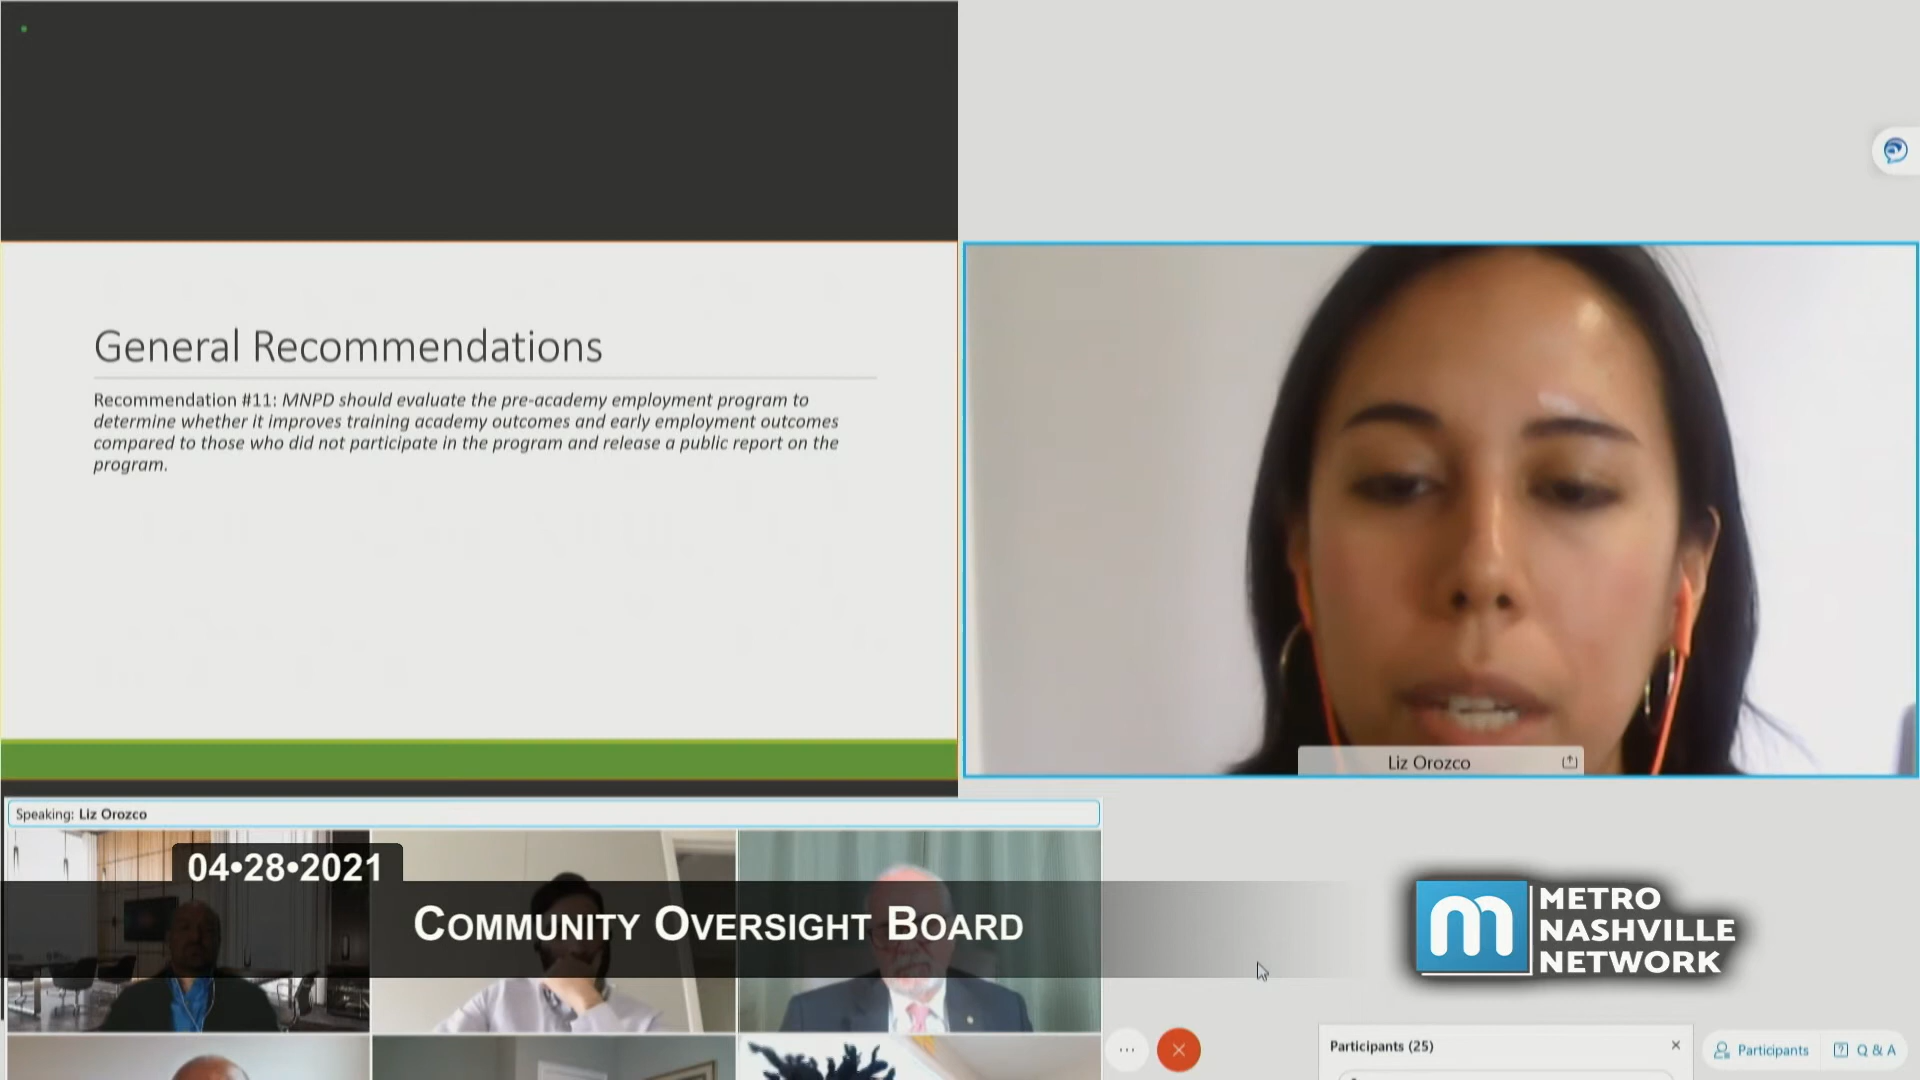 General Recommendations
Recommendation #11: MNPD should evaluate the pre-academy employment program to
determine whether it improves training academy outcomes and early employment outcomes
compared to those who did not participate in the program and release a public report on the
program.
Liz Orozco
Speaking: Liz Orozco
04•28•2021
Community Oversight Board
METRO
NASHVILLE
NETWORK
Participants (25)
Participants
Q & A